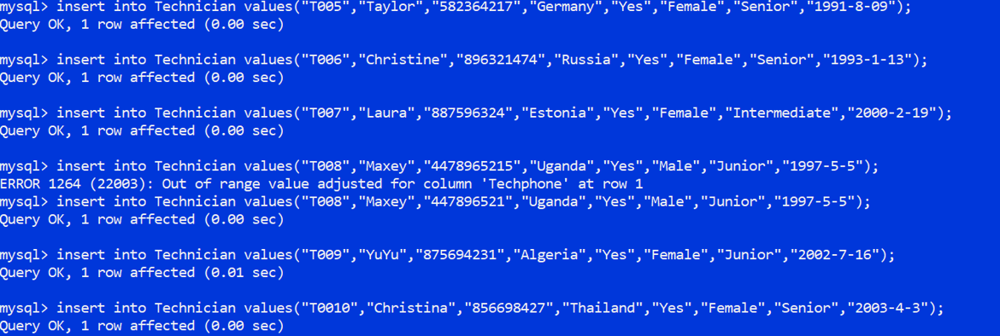 mysql> insert into Technician values("T005","Taylor","582364217","Germany","Yes","Female","Senior","1991-8-09");
Query OK, 1 row affected (0.00 sec)
mysql> insert into Technician values("T006","Christine","896321474","Russia","Yes","Female","Senior","1993-1-13");
Query OK, 1 row affected (0.00 sec)
mysql> insert into Technician values("T007","Laura","887596324","Estonia","Yes","Female","Intermediate","2000-2-19");
Query OK, 1 row affected (0.00 sec)
mysql> insert into Technician values("T008","Maxey","4478965215","Uganda","Yes","Male","Junior","1997-5-5");
ERROR 1264 (22003): Out of range value adjusted for column 'Techphone' at row 1
mysql> insert into Technician values("T008","Maxey","447896521","Uganda","Yes","Male","Junior","1997-5-5");
Query OK, 1 row affected (0.00 sec)
mysql> insert into Technician values("T009","YuYu","875694231","Algeria","Yes","Female","Junior","2002-7-16");
Query OK, 1 row affected (0.01 sec)
mysql> insert into Technician values("T0010","Christina","856698427","Thailand","Yes","Female","Senior","2003-4-3");
Query OK, 1 row affected (0.00 sec)